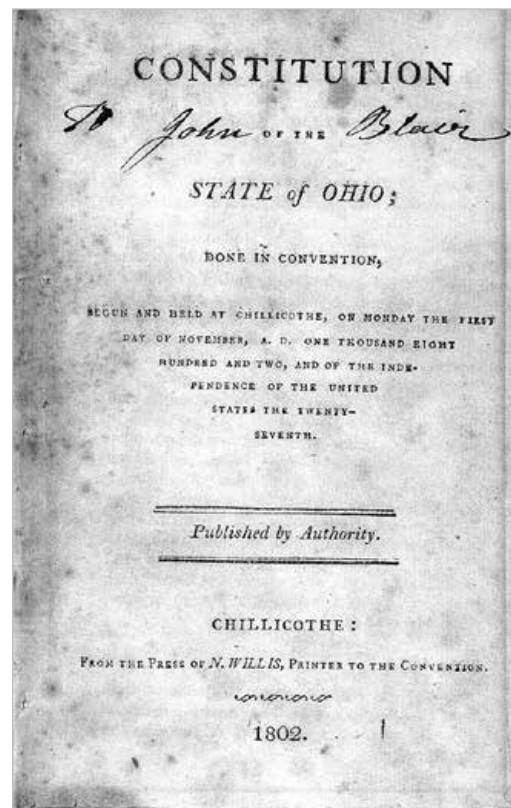 CONSTITUTION
To John OF THE Blair
STATE of OHIO;
DONE IN CONVENTION,
BEGUN AND HELD AT CHILLICOTHE, ON MONDAY THE FIRST
DAY OF NOVEMBER, A. D. ONE THOUSAND EIGHT
HUNDRED AND TWO, AND OF THE INDE-
PENDENCE OF THE UNITED
STATES THE TWENTY-
SEVENTH.
Published by Authority.
CHILLICOTHE:
FROM THE PRESS OF N. WILLIS, PRINTER TO THE CONVENTION.
1802.